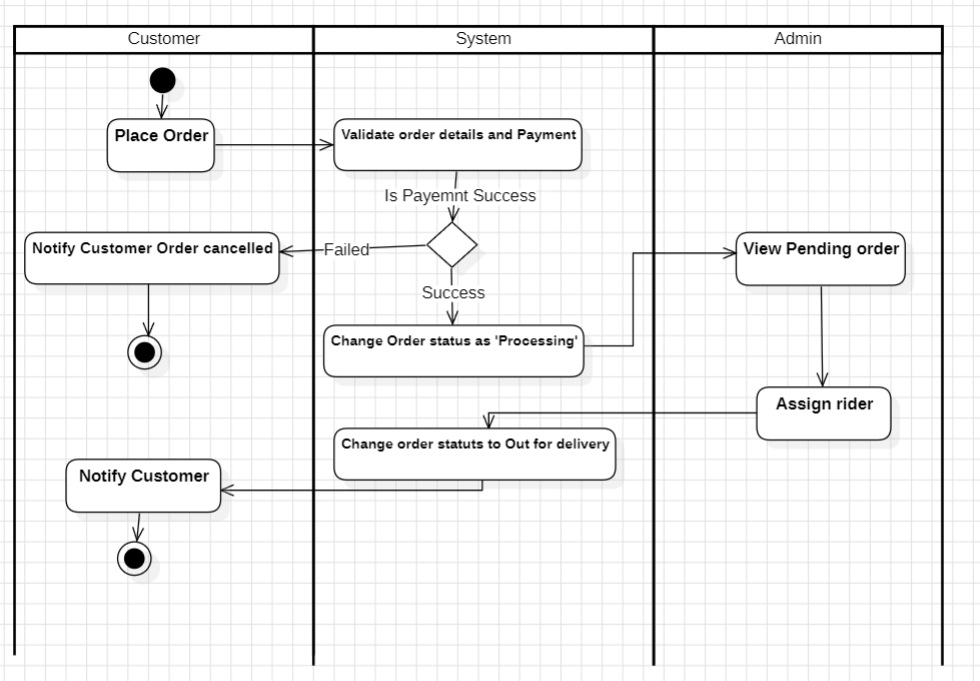 Customer
System
Admin
Place Order
Validate order details and Payment
Is Payemnt Success
Notify Customer Order cancelled
Failed
View Pending order
Success
Change Order status as 'Processing'
Assign rider
Change order statuts to Out for delivery
Notify Customer